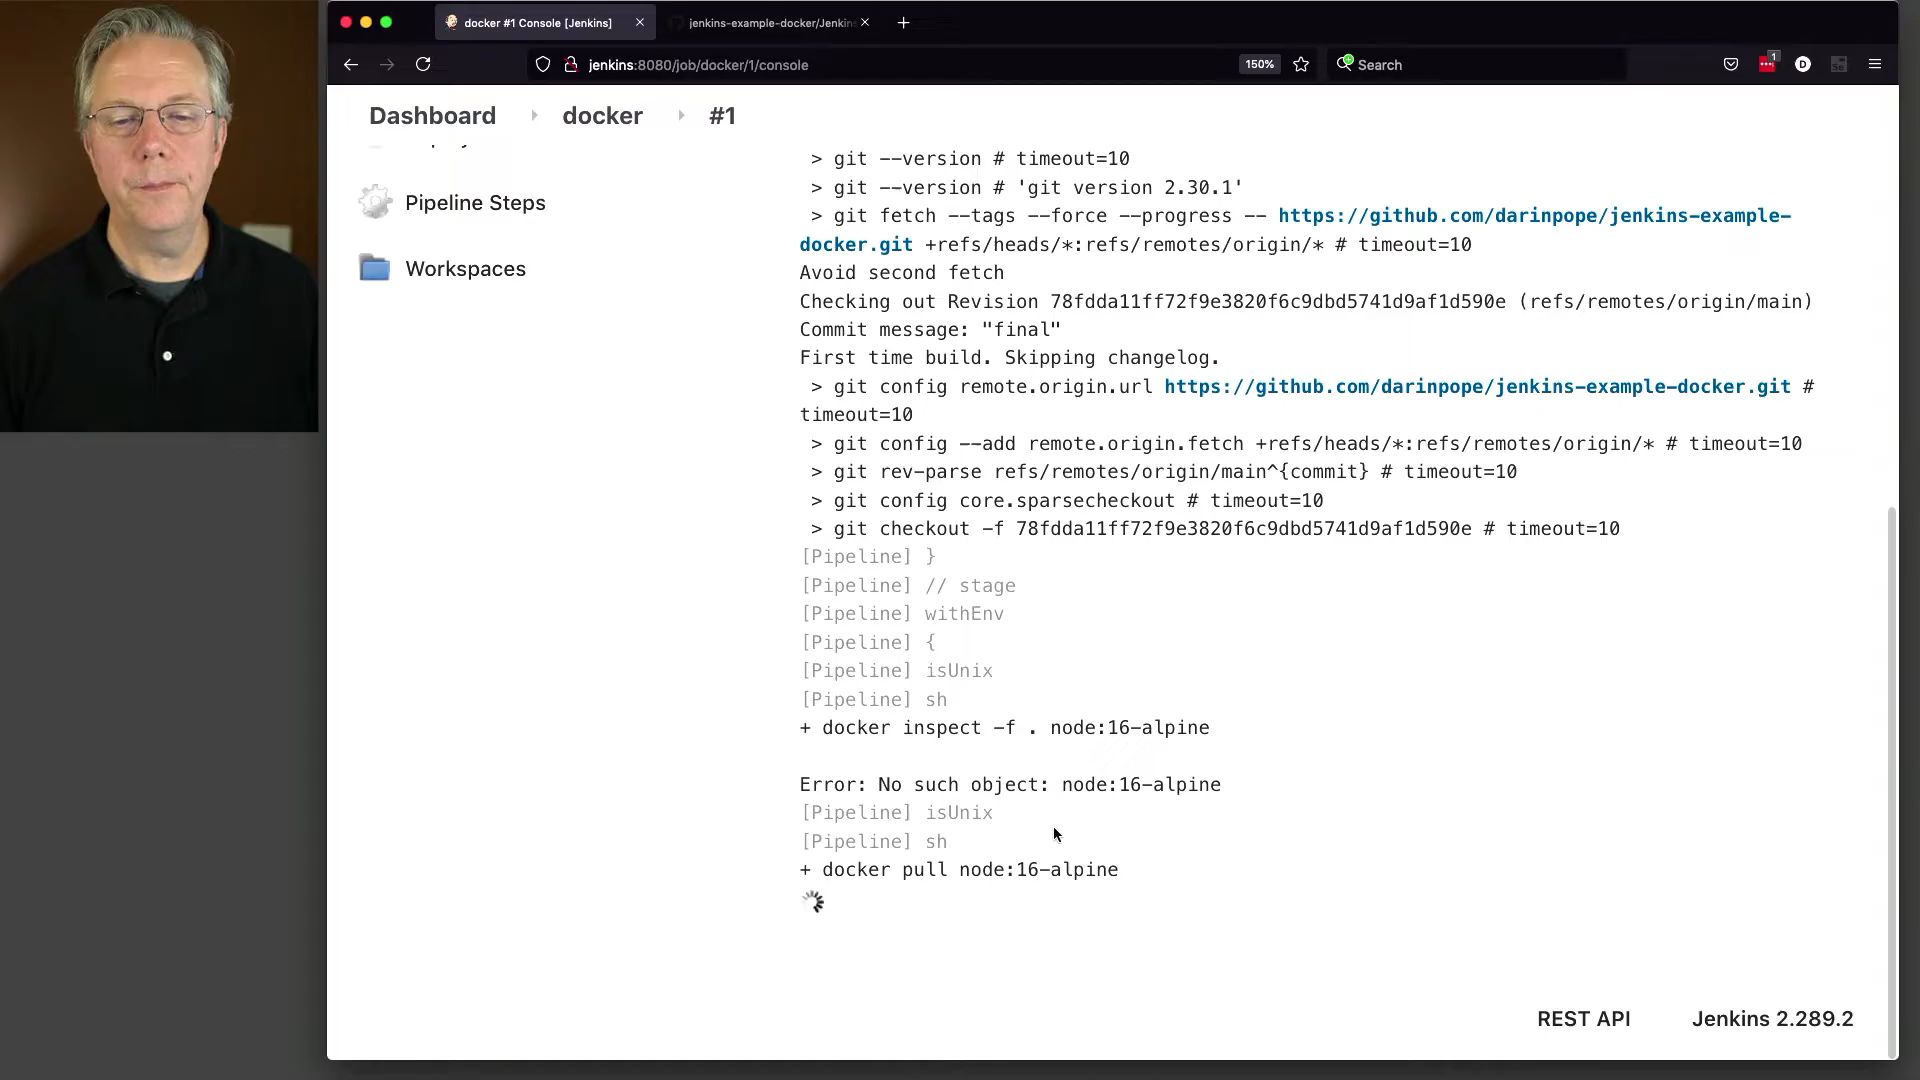 docker #1 Console [Jenkins]
jenkins-example-docker/Jenkins
jenkins:8080/job/docker/1/console
150%
Search
1
D
Dashboard
docker
#1
> git --version # timeout=10
> git --version # 'git version 2.30.1'
> git fetch --tags --force --progress -- https://github.com/darinpope/jenkins-example-
docker.git +refs/heads/*:refs/remotes/origin/* # timeout=10
Avoid second fetch
Checking out Revision 78fdda11ff72f9e3820f6c9dbd5741d9af1d590e (refs/remotes/origin/main)
Commit message: "final"
First time build. Skipping changelog.
> git config remote.origin.url https://github.com/darinpope/jenkins-example-docker.git #
timeout=10
> git config --add remote.origin.fetch +refs/heads/*:refs/remotes/origin/* # timeout=10
> git rev-parse refs/remotes/origin/main^{commit} # timeout=10
> git config core.sparsecheckout # timeout=10
> git checkout -f 78fdda11ff72f9e3820f6c9dbd5741d9af1d590e # timeout=10
[Pipeline] }
[Pipeline] // stage
[Pipeline] withEnv
[Pipeline] {
[Pipeline] isUnix
[Pipeline] sh
+ docker inspect -f . node:16-alpine
Error: No such object: node:16-alpine
[Pipeline] isUnix
[Pipeline] sh
+ docker pull node:16-alpine
Pipeline Steps
Workspaces
REST API
Jenkins 2.289.2